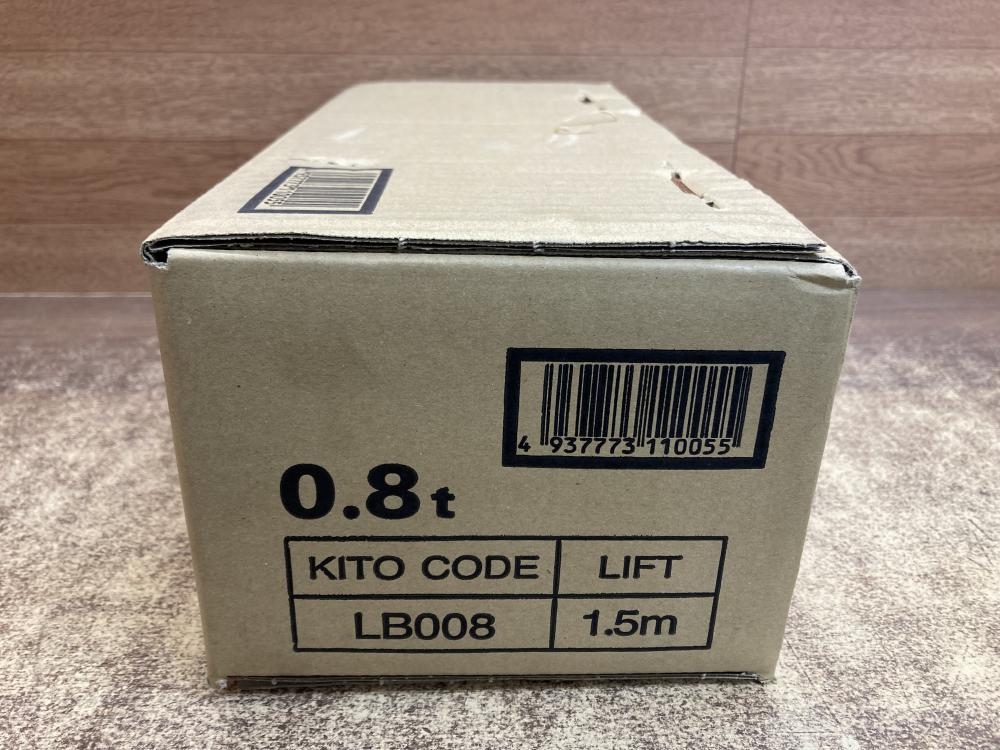 4 937773 110055
0.8t
KITO CODE LIFT
LB008 1.5m